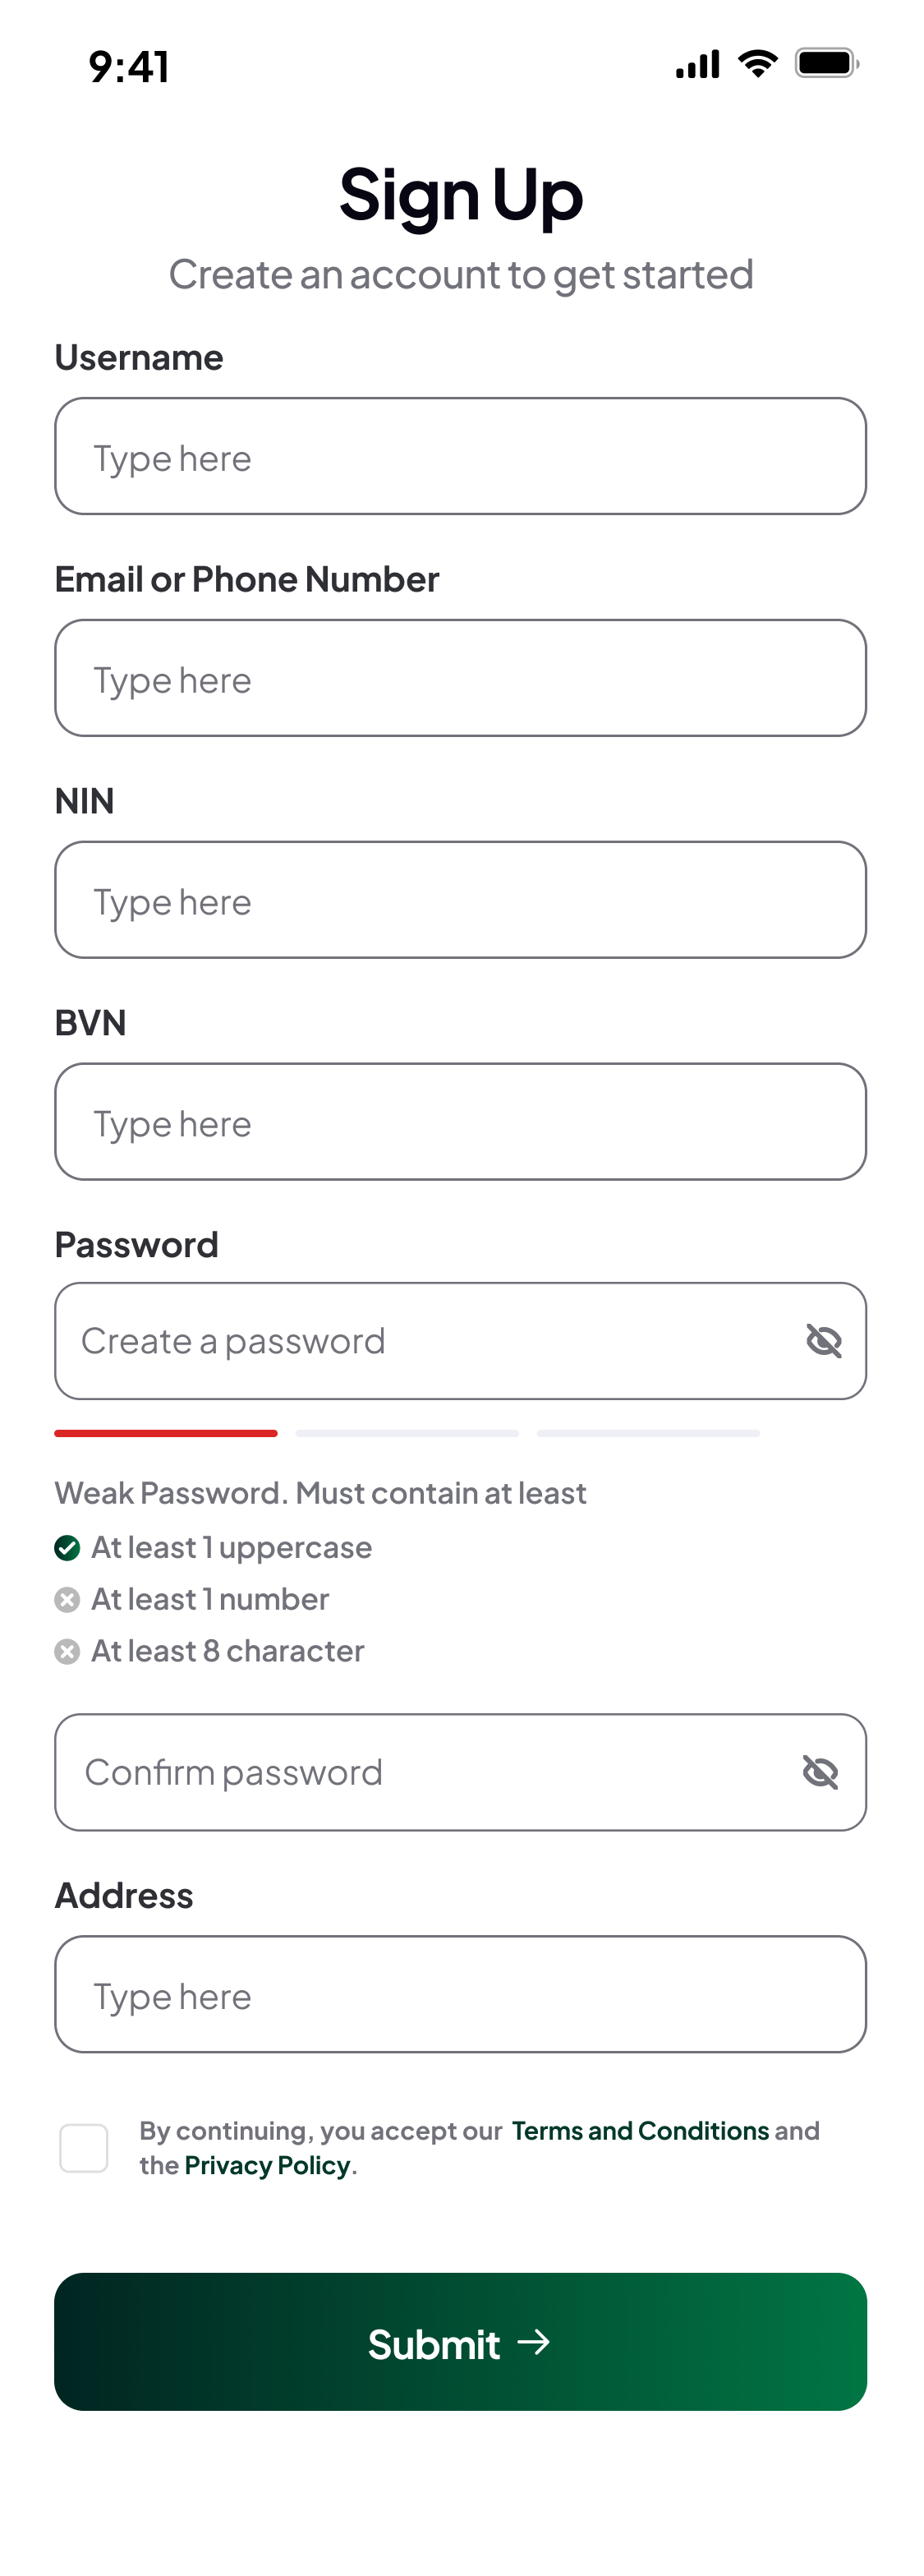 9:41
Sign Up
Create an account to get started
Username
Type here
Email or Phone Number
Type here
NIN
Type here
BVN
Type here
Password
Create a password
Weak Password. Must contain at least
At least 1 uppercase
At least 1 number
At least 8 character
Confirm password
Address
Type here
By continuing, you accept our Terms and Conditions and
the Privacy Policy.
Submit →